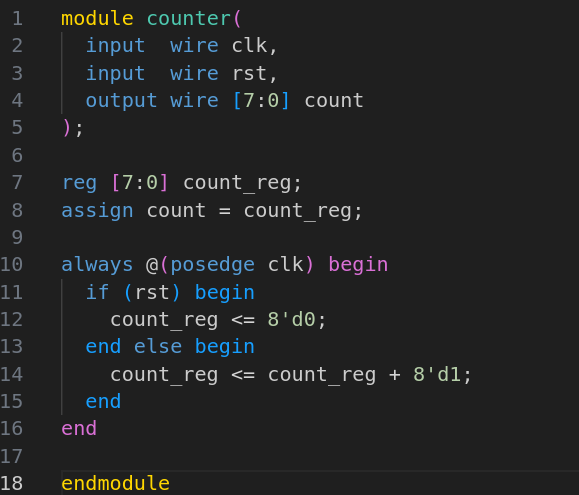 1 module counter(
2   input  wire clk,
3   input  wire rst,
4   output wire [7:0] count
5 );
6
7 reg [7:0] count_reg;
8 assign count = count_reg;
9
10 always @(posedge clk) begin
11   if (rst) begin
12     count_reg <= 8'd0;
13   end else begin
14     count_reg <= count_reg + 8'd1;
15   end
16 end
17
18 endmodule